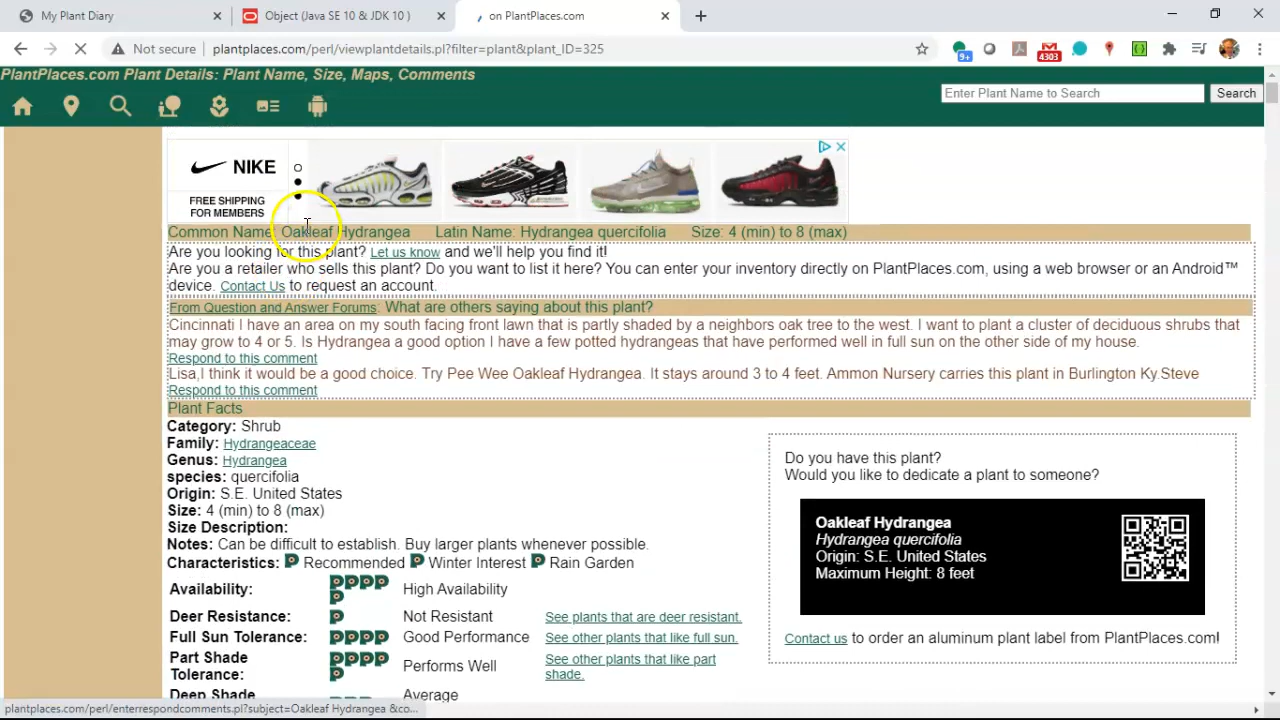 My Plant Diary
Object (Java SE 10 & JDK 10 )
on PlantPlaces.com
Not secure
plantplaces.com/perl/viewplantdetails.pl?filter=plant&plant_ID=325
9+
4303
PlantPlaces.com Plant Details: Plant Name, Size, Maps, Comments
Enter Plant Name to Search
Search
NIKE
FREE SHIPPING
FOR MEMBERS
Common Name: Oakleaf Hydrangea Latin Name: Hydrangea quercifolia Size: 4 (min) to 8 (max)
Are you looking for this plant? Let us know and we'll help you find it!
Are you a retailer who sells this plant? Do you want to list it here? You can enter your inventory directly on PlantPlaces.com, using a web browser or an Android™
device. Contact Us to request an account.
From Question and Answer Forums: What are others saying about this plant?
Cincinnati I have an area on my south facing front lawn that is partly shaded by a neighbors oak tree to the west. I want to plant a cluster of deciduous shrubs that
may grow to 4 or 5. Is Hydrangea a good option I have a few potted hydrangeas that have performed well in full sun on the other side of my house.
Respond to this comment
Lisa,I think it would be a good choice. Try Pee Wee Oakleaf Hydrangea. It stays around 3 to 4 feet. Ammon Nursery carries this plant in Burlington Ky.Steve
Respond to this comment
Plant Facts
Category: Shrub
Family: Hydrangeaceae
Genus: Hydrangea
species: quercifolia
Origin: S.E. United States
Size: 4 (min) to 8 (max)
Size Description:
Notes: Can be difficult to establish. Buy larger plants whenever possible.
Characteristics: P Recommended P Winter Interest P Rain Garden
Availability: High Availability
Deer Resistance: Not Resistant See plants that are deer resistant.
Full Sun Tolerance: Good Performance See other plants that like full sun.
Part Shade
Tolerance: Performs Well See other plants that like part
shade.
Deep Shade Average
Do you have this plant?
Would you like to dedicate a plant to someone?
Oakleaf Hydrangea
Hydrangea quercifolia
Origin: S.E. United States
Maximum Height: 8 feet
Contact us to order an aluminum plant label from PlantPlaces.com!
plantplaces.com/perl/enterrespondcomments.pl?subject=Oakleaf Hydrangea &co...